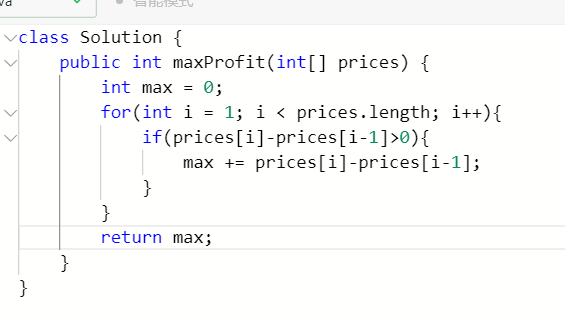 va 智能模式
class Solution {
    public int maxProfit(int[] prices) {
        int max = 0;
        for(int i = 1; i < prices.length; i++){
            if(prices[i]-prices[i-1]>0){
                max += prices[i]-prices[i-1];
            }
        }
        return max;
    }
}